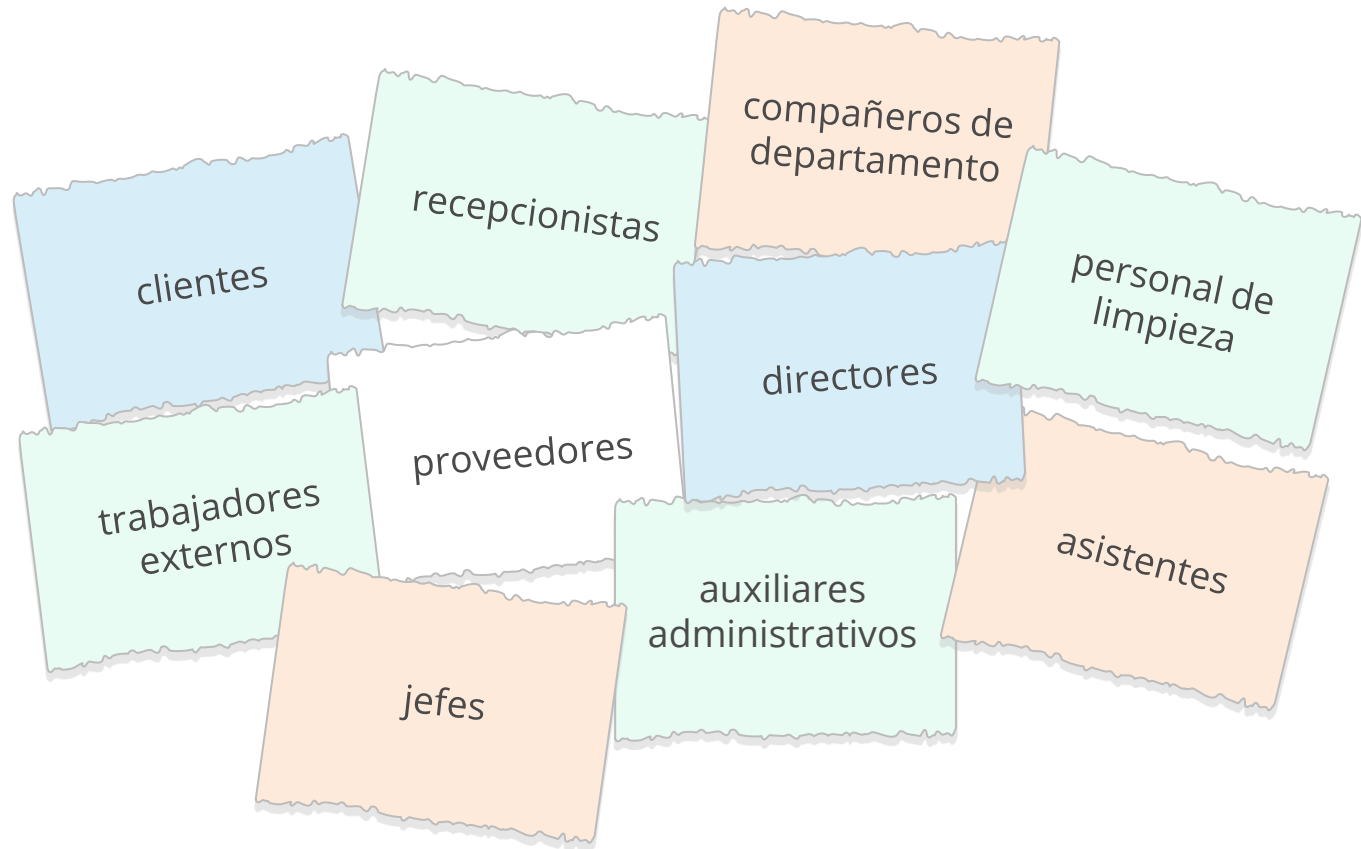 compañeros de
departamento
recepcionistas
clientes
personal de
limpieza
directores
proveedores
trabajadores
externos
asistentes
auxiliares
administrativos
jefes